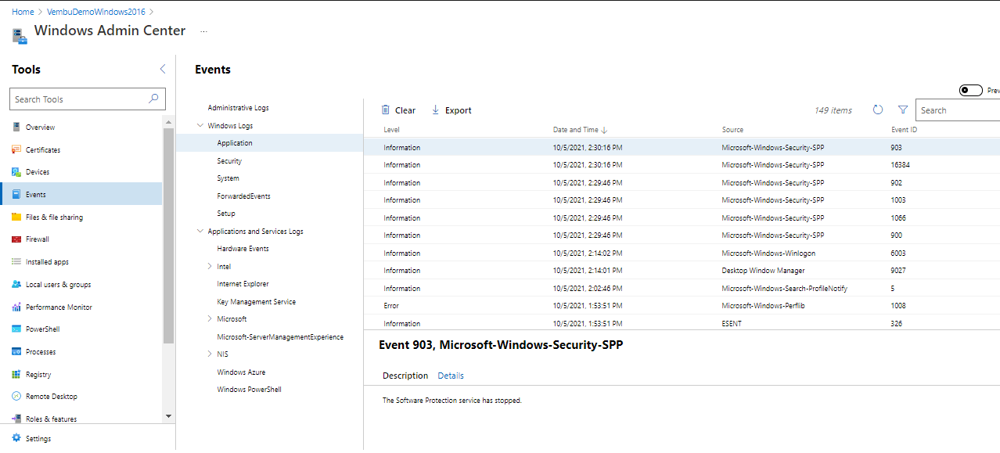 Home > VembuDemoWindows2016 >
Windows Admin Center ...
Tools
Search Tools
Overview
Certificates
Devices
Events
Files & file sharing
Firewall
Installed apps
Local users & groups
Performance Monitor
PowerShell
Processes
Registry
Remote Desktop
Roles & features
Settings
Events
Administrative Logs
Windows Logs
Application
Security
System
ForwardedEvents
Setup
Applications and Services Logs
Hardware Events
Intel
Internet Explorer
Key Management Service
Microsoft
Microsoft-ServerManagementExperience
NIS
Windows Azure
Windows PowerShell
Prev
Clear Export 149 items Search
Level Date and Time Source Event ID
Information 10/5/2021, 2:30:16 PM Microsoft-Windows-Security-SPP 903
Information 10/5/2021, 2:30:16 PM Microsoft-Windows-Security-SPP 16384
Information 10/5/2021, 2:29:46 PM Microsoft-Windows-Security-SPP 902
Information 10/5/2021, 2:29:46 PM Microsoft-Windows-Security-SPP 1003
Information 10/5/2021, 2:29:46 PM Microsoft-Windows-Security-SPP 1066
Information 10/5/2021, 2:29:46 PM Microsoft-Windows-Security-SPP 900
Information 10/5/2021, 2:14:02 PM Microsoft-Windows-Winlogon 6003
Information 10/5/2021, 2:14:01 PM Desktop Window Manager 9027
Information 10/5/2021, 2:02:46 PM Microsoft-Windows-Search-ProfileNotify 5
Error 10/5/2021, 1:53:51 PM Microsoft-Windows-Perflib 1008
Information 10/5/2021, 1:53:51 PM ESENT 326
Event 903, Microsoft-Windows-Security-SPP
Description Details
The Software Protection service has stopped.